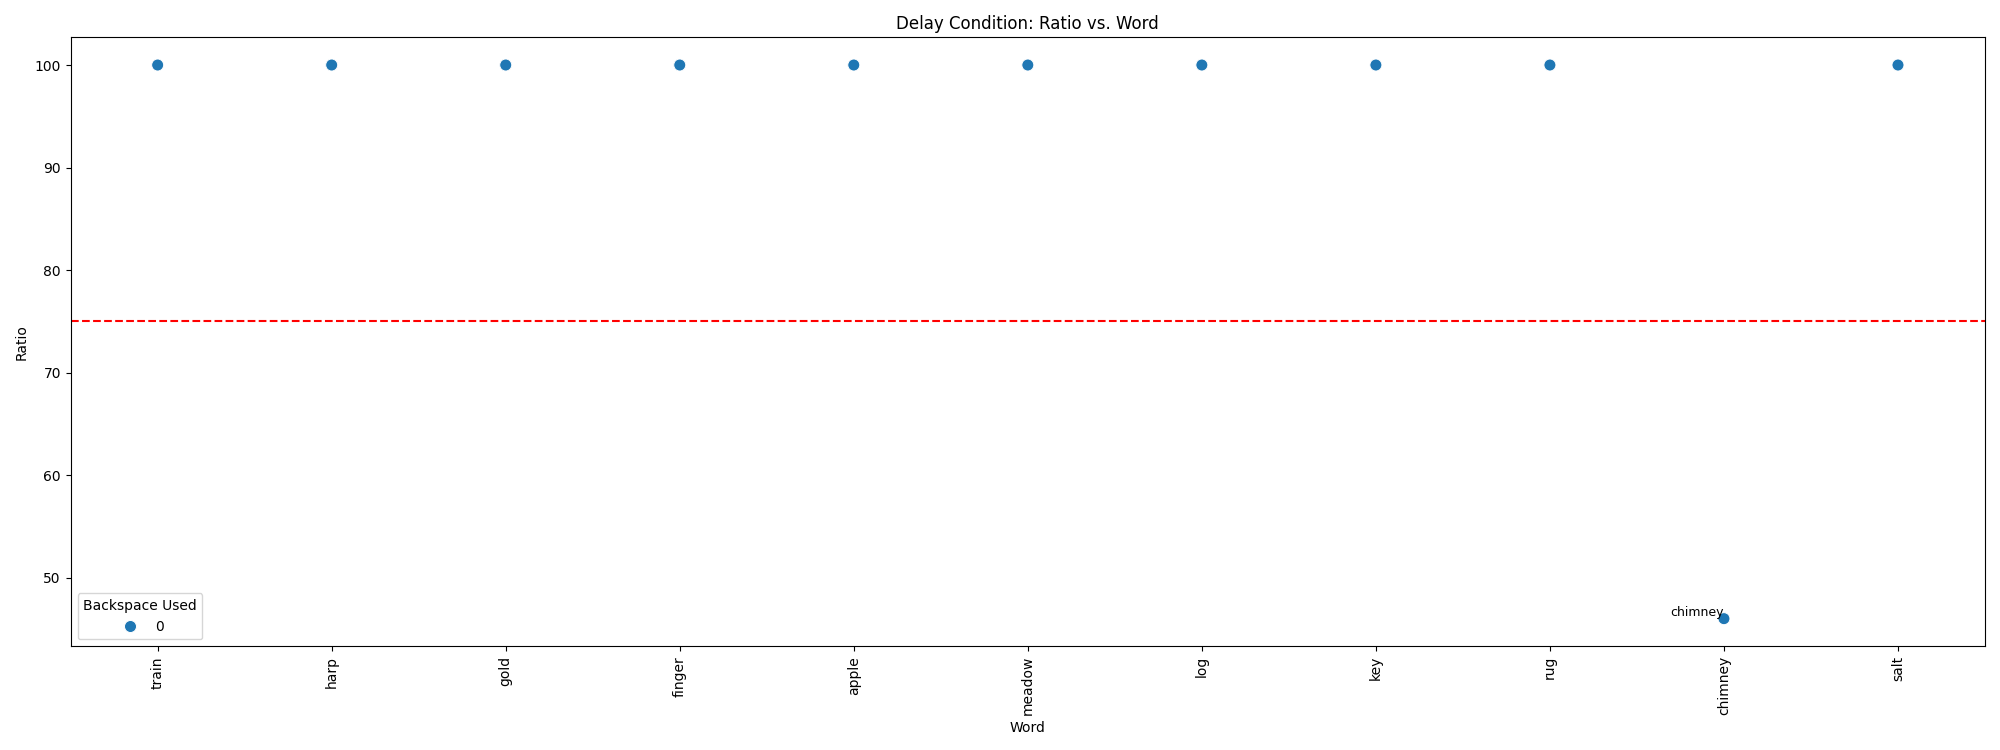 Delay Condition: Ratio vs. Word
Ratio
100
90
80
70
60
50
Backspace Used
0
chimney
train
harp
gold
finger
apple
meadow
log
key
rug
chimney
salt
Word